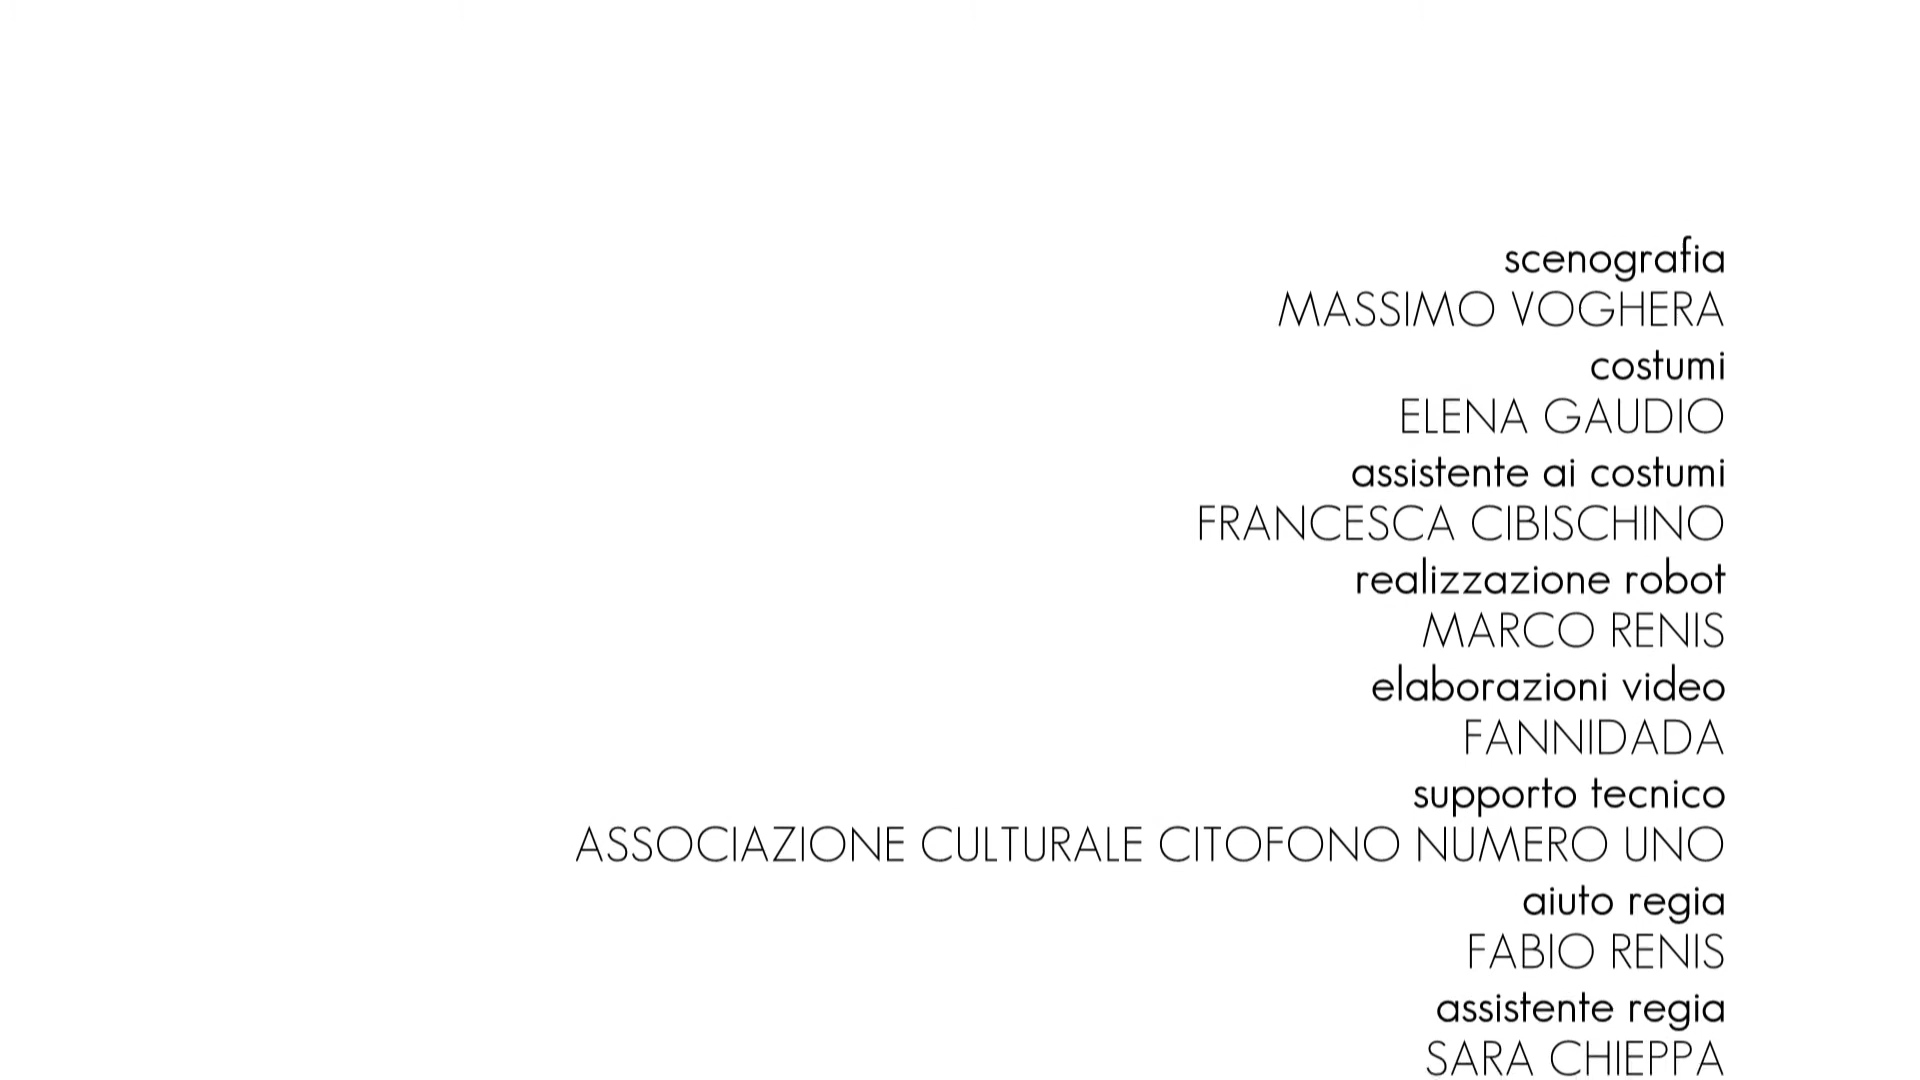 scenografia
MASSIMO VOGHERA
costumi
ELENA GAUDIO
assistente ai costumi
FRANCESCA CIBISCHINO
realizzazione robot
MARCO RENIS
elaborazioni video
FANNIDADA
supporto tecnico
ASSOCIAZIONE CULTURALE CITOFONO NUMERO UNO
aiuto regia
FABIO RENIS
assistente regia
SARA CHIEPPA